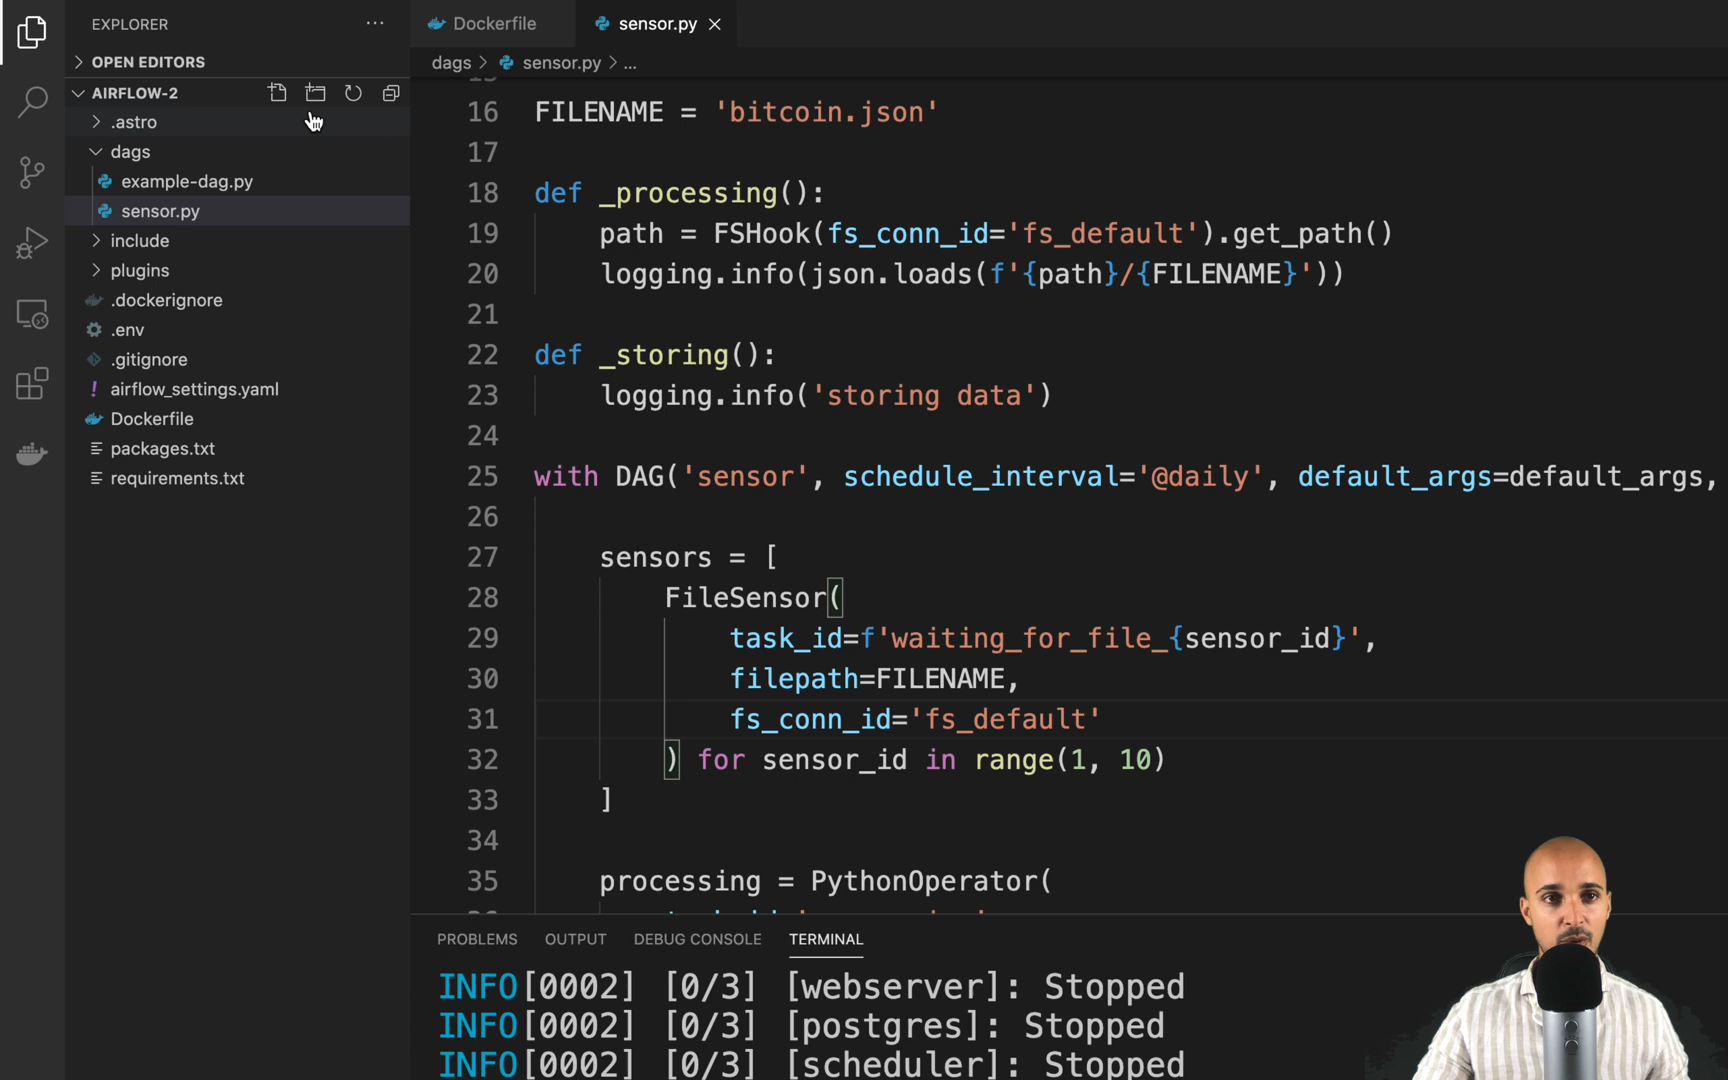 EXPLORER
OPEN EDITORS
AIRFLOW-2
.astro
dags
example-dag.py
sensor.py
include
plugins
.dockerignore
.env
.gitignore
airflow_settings.yaml
Dockerfile
packages.txt
requirements.txt
Dockerfile
sensor.py
dags > sensor.py > ...
16 FILENAME = 'bitcoin.json'
17
18 def _processing():
19 path = FSHook(fs_conn_id='fs_default').get_path()
20 logging.info(json.loads(f'{path}/{FILENAME}'))
21
22 def _storing():
23 logging.info('storing data')
24
25 with DAG('sensor', schedule_interval='@daily', default_args=default_args,
26
27 sensors = [
28 FileSensor(
29 task_id=f'waiting_for_file_{sensor_id}',
30 filepath=FILENAME,
31 fs_conn_id='fs_default'
32 ) for sensor_id in range(1, 10)
33 ]
34
35 processing = PythonOperator(
PROBLEMS OUTPUT DEBUG CONSOLE TERMINAL
INFO[0002] [0/3] [webserver]: Stopped
INFO[0002] [0/3] [postgres]: Stopped
INFO[0002] [0/3] [scheduler]: Stopped